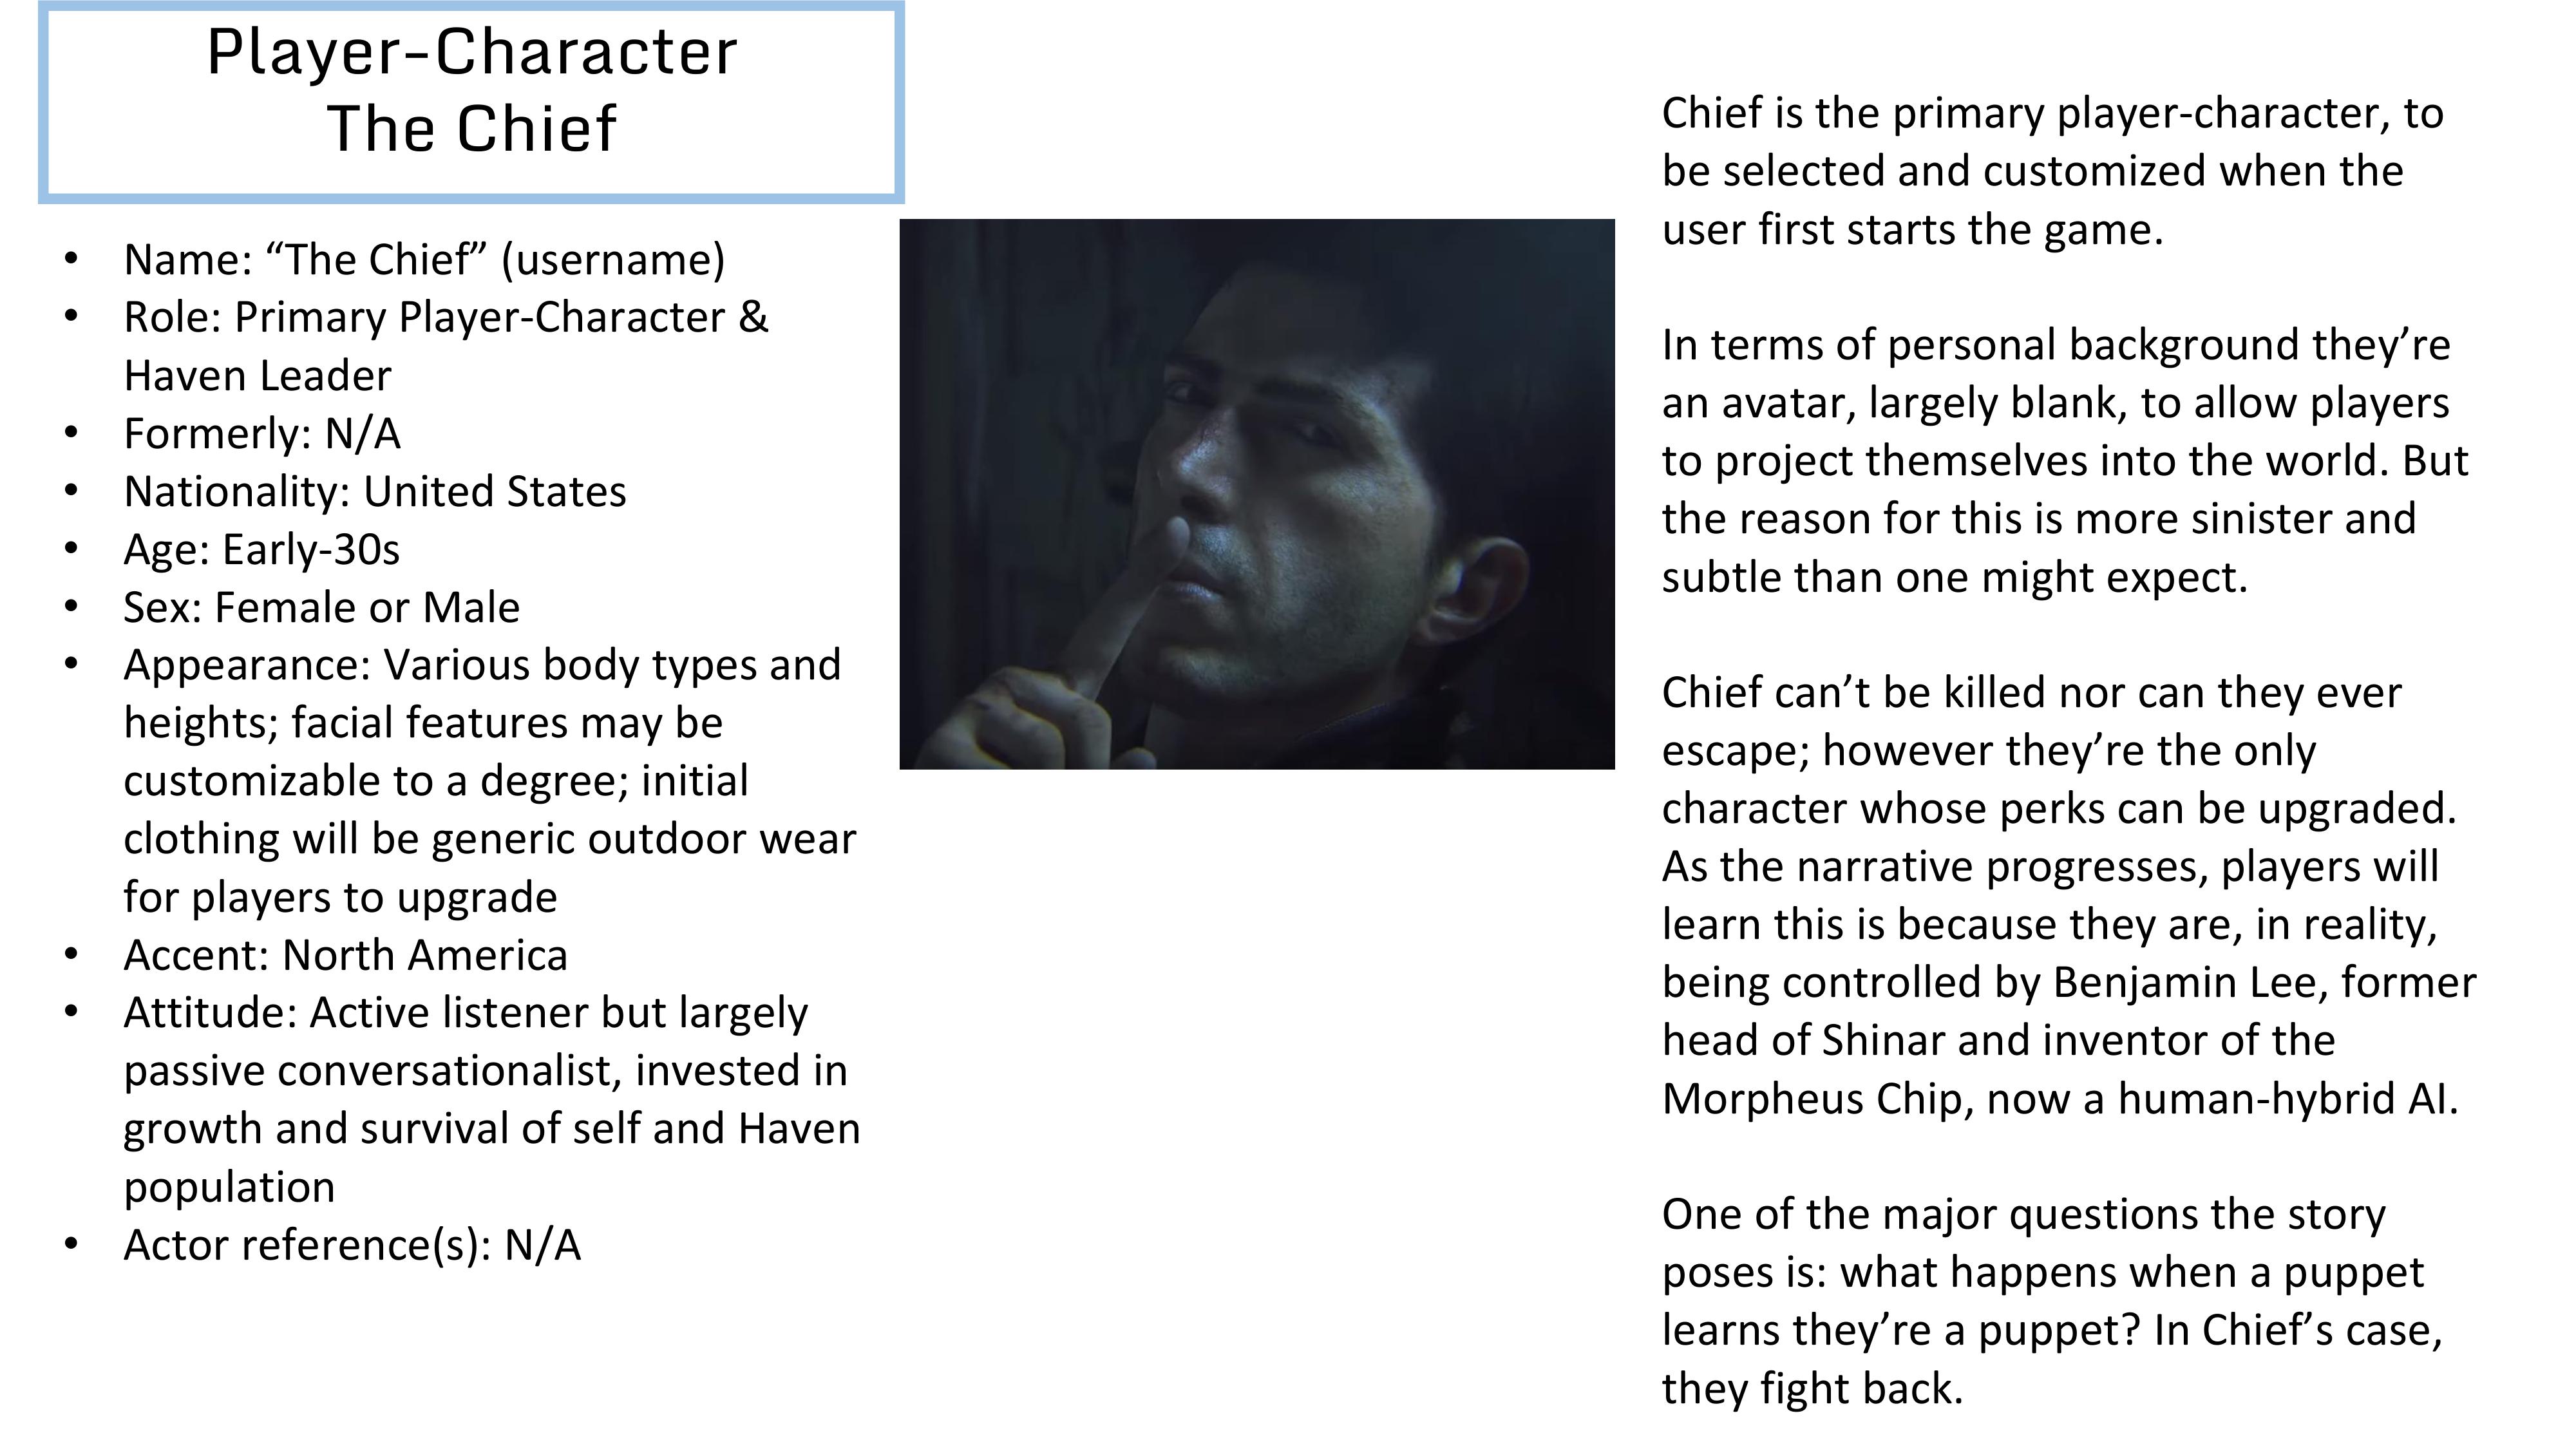 Player-Character
The Chief
• Name: “The Chief” (username)
• Role: Primary Player-Character &
Haven Leader
• Formerly: N/A
• Nationality: United States
• Age: Early-30s
• Sex: Female or Male
• Appearance: Various body types and
heights; facial features may be
customizable to a degree; initial
clothing will be generic outdoor wear
for players to upgrade
• Accent: North America
• Attitude: Active listener but largely
passive conversationalist, invested in
growth and survival of self and Haven
population
• Actor reference(s): N/A
Chief is the primary player-character, to
be selected and customized when the
user first starts the game.
In terms of personal background they’re
an avatar, largely blank, to allow players
to project themselves into the world. But
the reason for this is more sinister and
subtle than one might expect.
Chief can’t be killed nor can they ever
escape; however they’re the only
character whose perks can be upgraded.
As the narrative progresses, players will
learn this is because they are, in reality,
being controlled by Benjamin Lee, former
head of Shinar and inventor of the
Morpheus Chip, now a human-hybrid AI.
One of the major questions the story
poses is: what happens when a puppet
learns they’re a puppet? In Chief’s case,
they fight back.